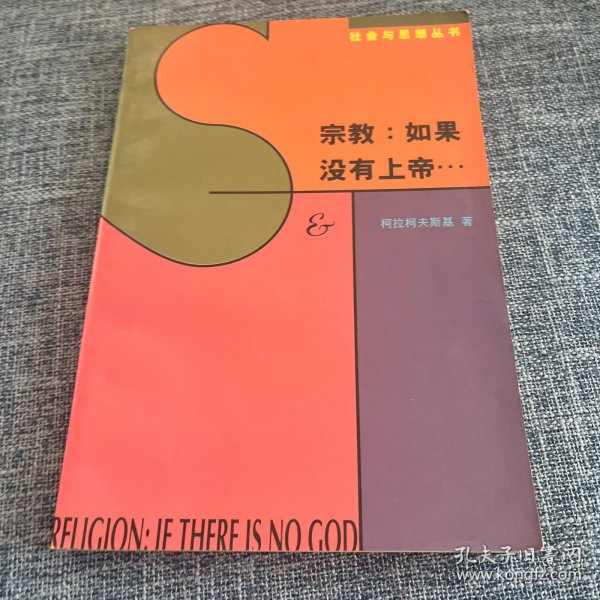 社会与思想丛书
宗教：如果
没有上帝…
&
柯拉柯夫斯基 著
RELIGION: IF THERE IS NO GOD
孔夫子旧书网
www.kongfz.com